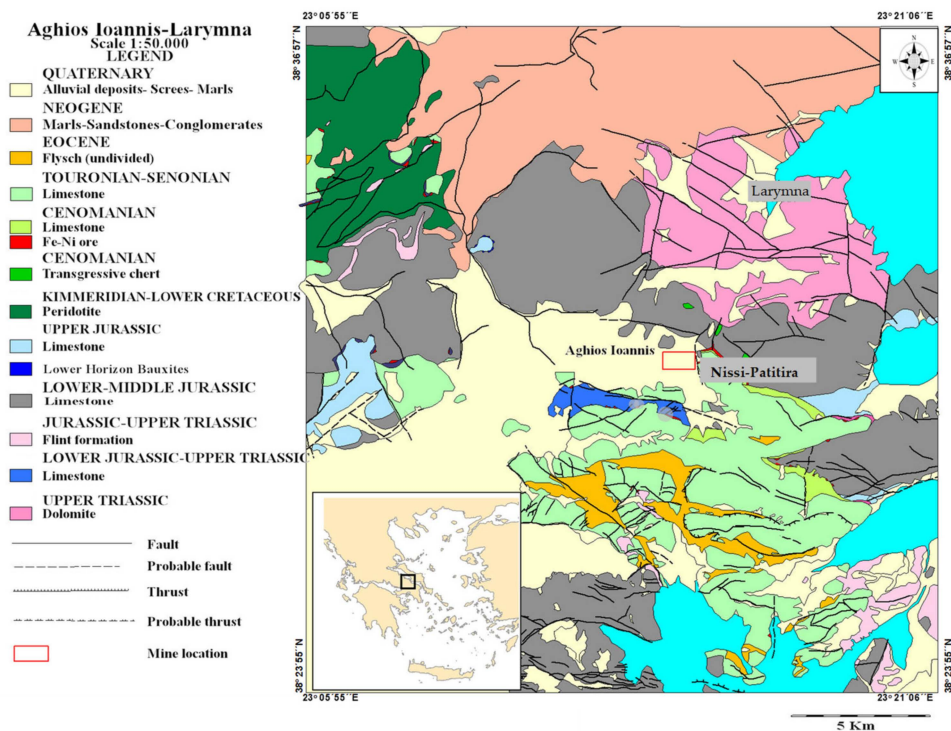 Aghios Ioannis-Larymna
Scale 1:50.000
LEGEND
QUATERNARY
Alluvial deposits- Screes- Marls
NEOGENE
Marls-Sandstones-Conglomerates
EOCENE
Flysch (undivided)
TOURONIAN-SENONIAN
Limestone
CENOMANIAN
Limestone
Fe-Ni ore
CENOMANIAN
Transgressive chert
KIMMERIDIAN-LOWER CRETACEOUS
Peridotite
UPPER JURASSIC
Limestone
Lower Horizon Bauxites
LOWER-MIDDLE JURASSIC
Limestone
JURASSIC-UPPER TRIASSIC
Flint formation
LOWER JURASSIC-UPPER TRIASSIC
Limestone
UPPER TRIASSIC
Dolomite
Fault
Probable fault
Thrust
Probable thrust
Mine location
23°05´55´´E
23°21´06´´E
38°36´57´´N
38°36´57´´N
N
W
E
S
Larymna
Aghios Ioannis
Nissi-Patitira
38°23´55´´N
38°23´55´´N
23°05´55´´E
23°21´06´´E
5 Km